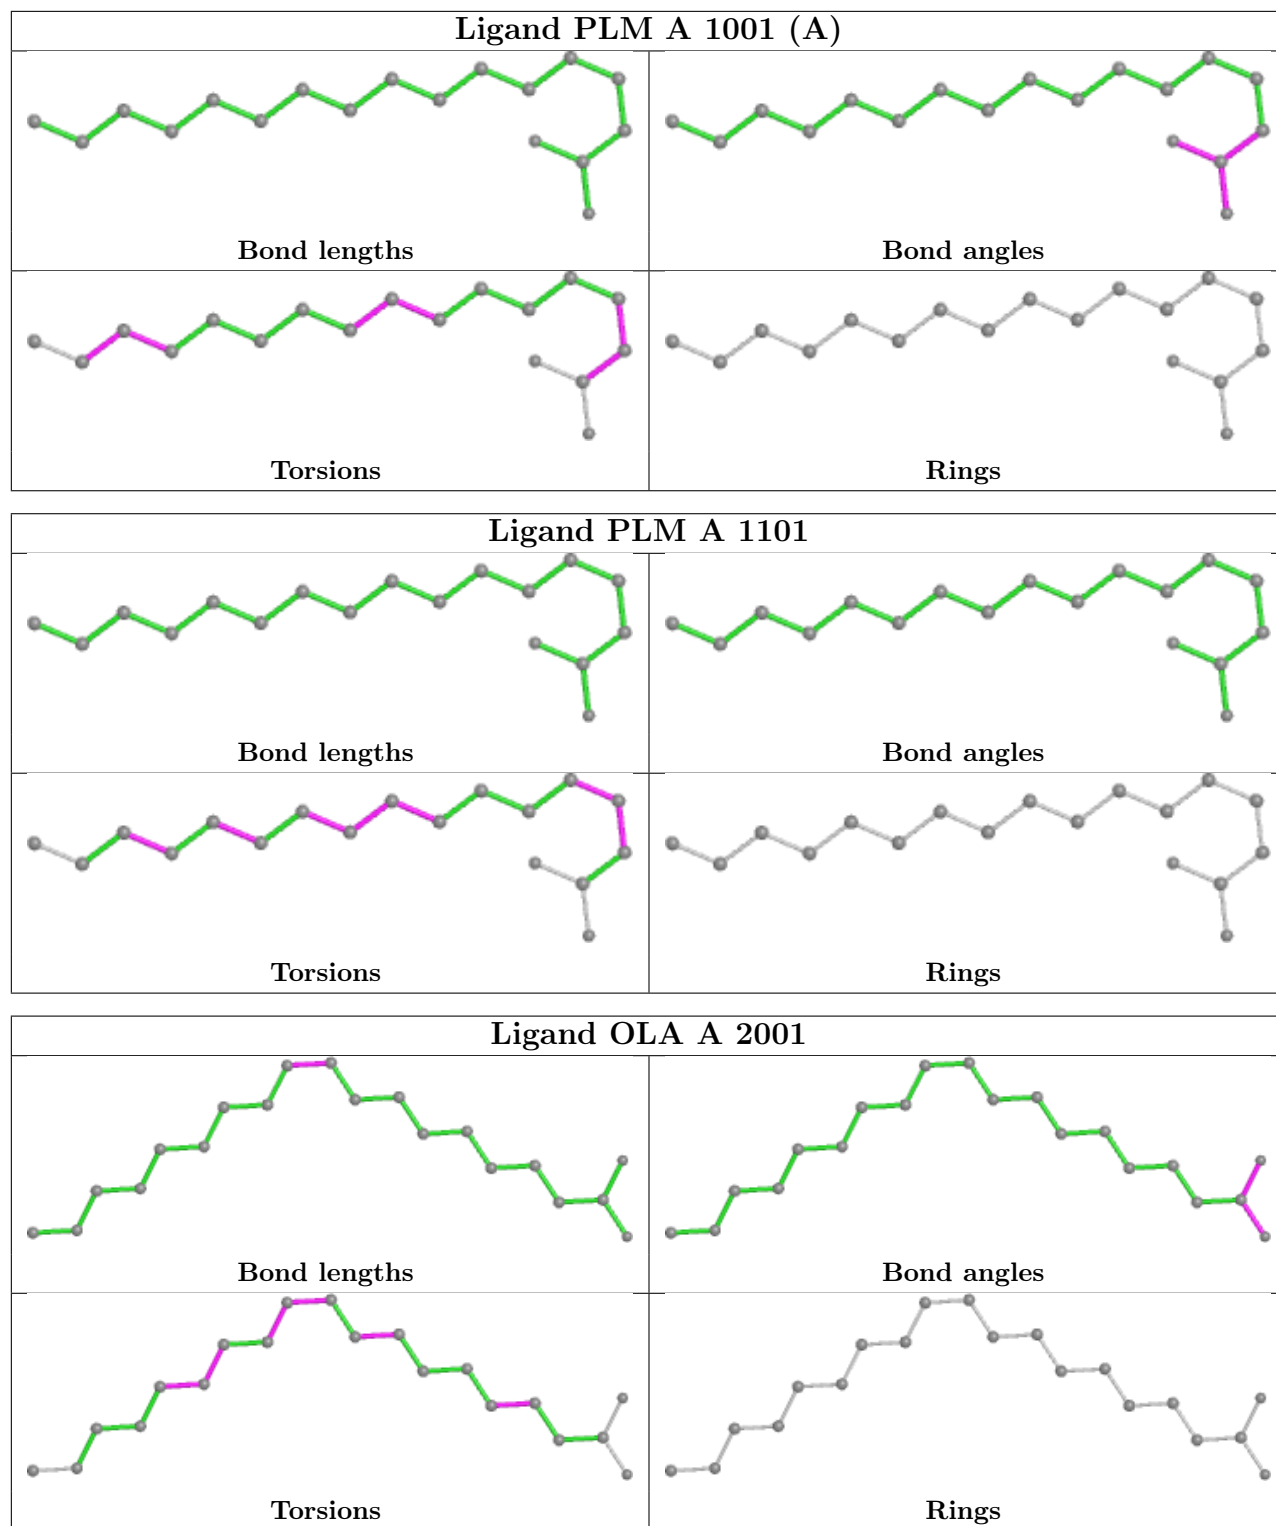 Ligand PLM A 1001 (A)
Bond lengths
Bond angles
Torsions
Rings
Ligand PLM A 1101
Bond lengths
Bond angles
Torsions
Rings
Ligand OLA A 2001
Bond lengths
Bond angles
Torsions
Rings